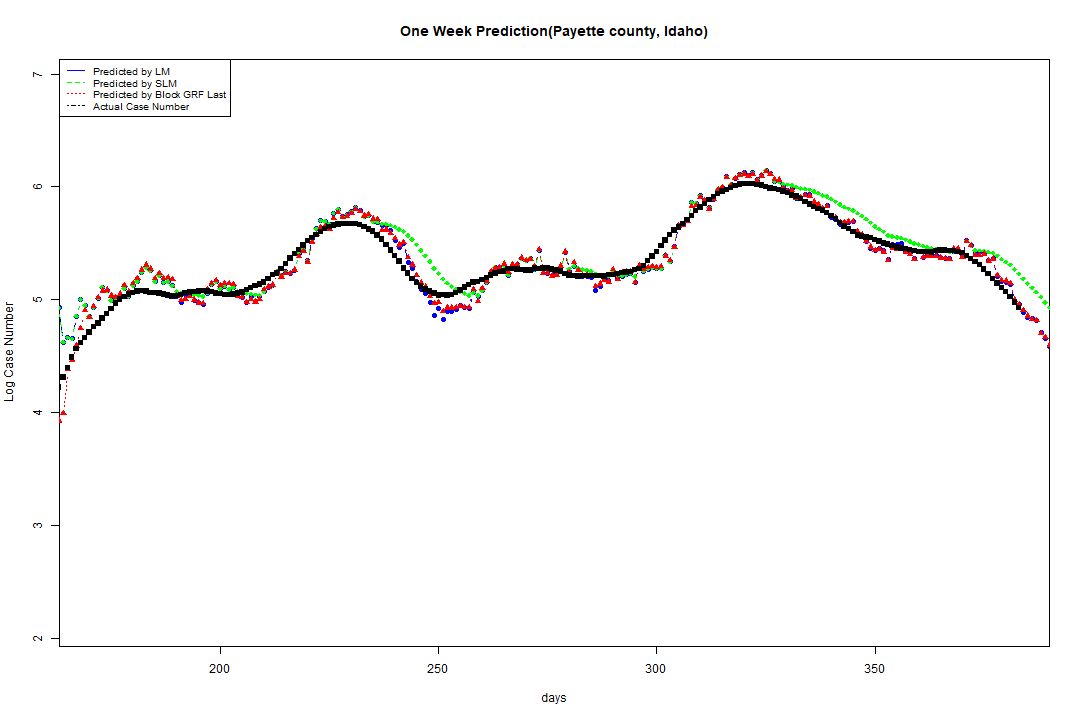 One Week Prediction(Payette county, Idaho)
Predicted by LM
Predicted by SLM
Predicted by Block GRF Last
Actual Case Number
7
6
5
4
3
2
Log Case Number
200 250 300 350
days